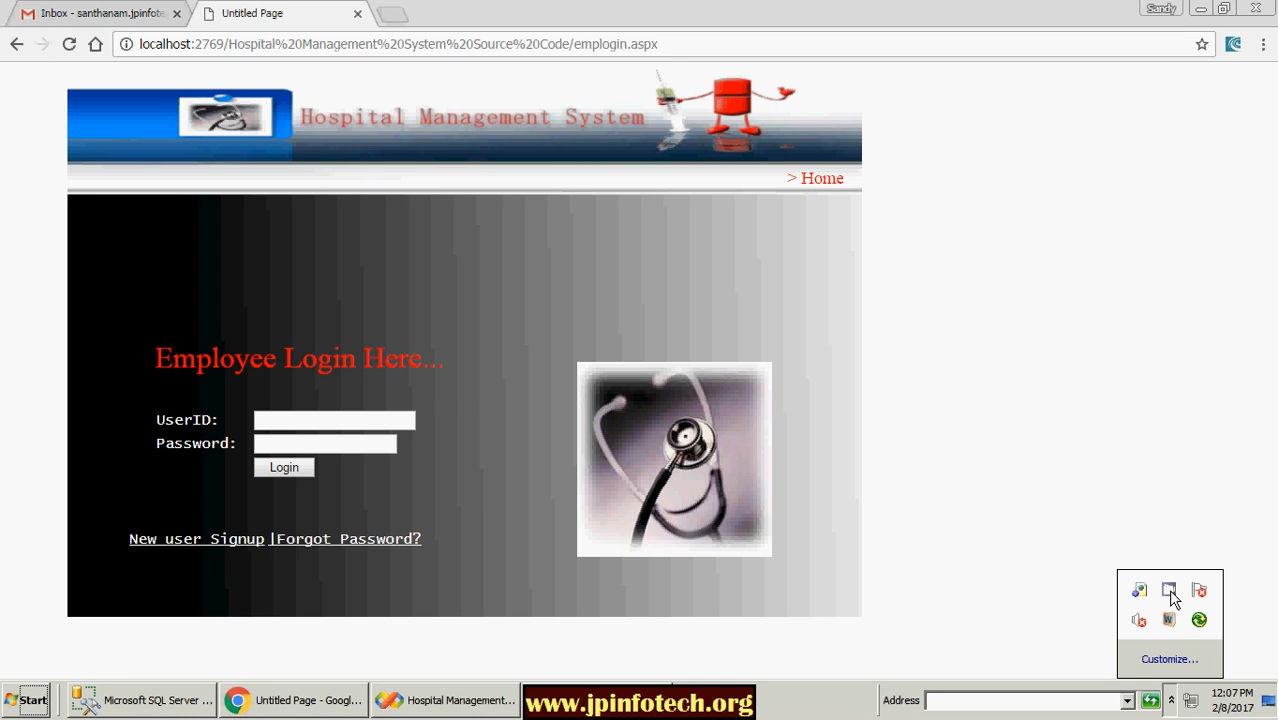 Inbox - santhanam.jpinfote
Untitled Page
Sandy
localhost:2769/Hospital%20Management%20System%20Source%20Code/emplogin.aspx
Hospital Management System
> Home
Employee Login Here...
UserID:
Password:
Login
New user Signup |Forgot Password?
Customize...
Start
Microsoft SQL Server ...
Untitled Page - Googl...
Hospital Management...
www.jpinfotech.org
Address
12:07 PM
2/8/2017